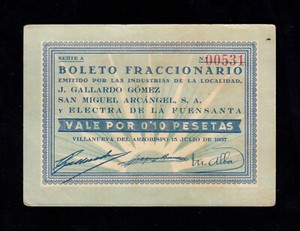 SERIE A Nº 00531
BOLETO FRACCIONARIO
EMITIDO POR LAS INDUSTRIAS DE LA LOCALIDAD,
J. GALLARDO GÓMEZ
SAN MIGUEL ARCÁNGEL, S. A.
Y ELECTRA DE LA FUENSANTA
VALE POR 0'10 PESETAS
VILLANUEVA DEL ARZOBISPO 15 JULIO DE 1937